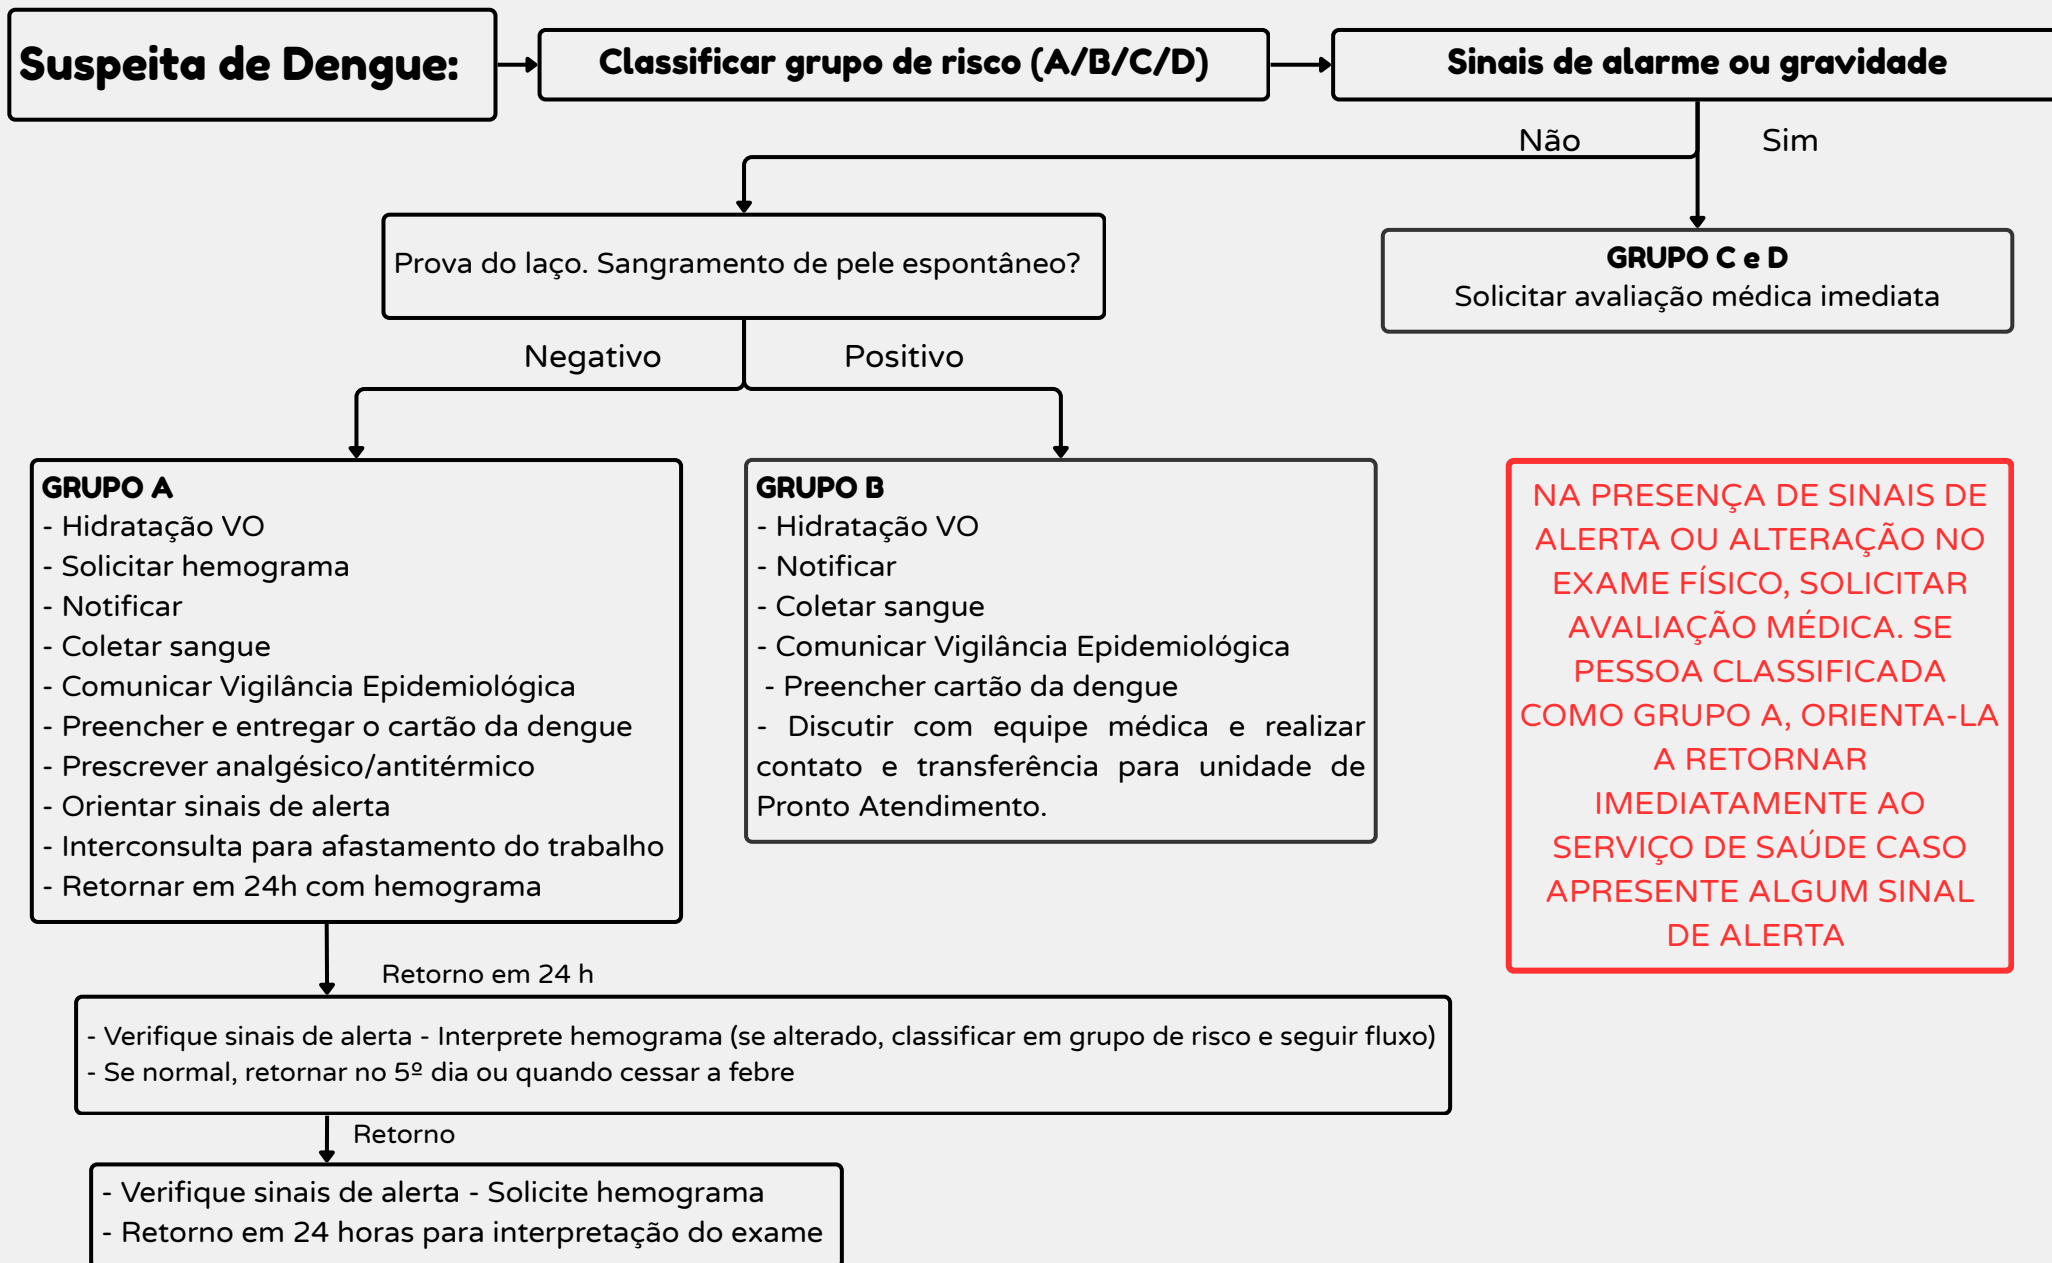 Suspeita de Dengue:
Classificar grupo de risco (A/B/C/D)
Sinais de alarme ou gravidade
Não
Sim
Prova do laço. Sangramento de pele espontâneo?
GRUPO C e D
Solicitar avaliação médica imediata
Negativo
Positivo
GRUPO A
- Hidratação VO
- Solicitar hemograma
- Notificar
- Coletar sangue
- Comunicar Vigilância Epidemiológica
- Preencher e entregar o cartão da dengue
- Prescrever analgésico/antitérmico
- Orientar sinais de alerta
- Interconsulta para afastamento do trabalho
- Retornar em 24h com hemograma
GRUPO B
- Hidratação VO
- Notificar
- Coletar sangue
- Comunicar Vigilância Epidemiológica
- Preencher cartão da dengue
- Discutir com equipe médica e realizar
contato e transferência para unidade de
Pronto Atendimento.
NA PRESENÇA DE SINAIS DE
ALERTA OU ALTERAÇÃO NO
EXAME FÍSICO, SOLICITAR
AVALIAÇÃO MÉDICA. SE
PESSOA CLASSIFICADA
COMO GRUPO A, ORIENTA-LA
A RETORNAR
IMEDIATAMENTE AO
SERVIÇO DE SAÚDE CASO
APRESENTE ALGUM SINAL
DE ALERTA
Retorno em 24 h
- Verifique sinais de alerta - Interprete hemograma (se alterado, classificar em grupo de risco e seguir fluxo)
- Se normal, retornar no 5º dia ou quando cessar a febre
Retorno
- Verifique sinais de alerta - Solicite hemograma
- Retorno em 24 horas para interpretação do exame